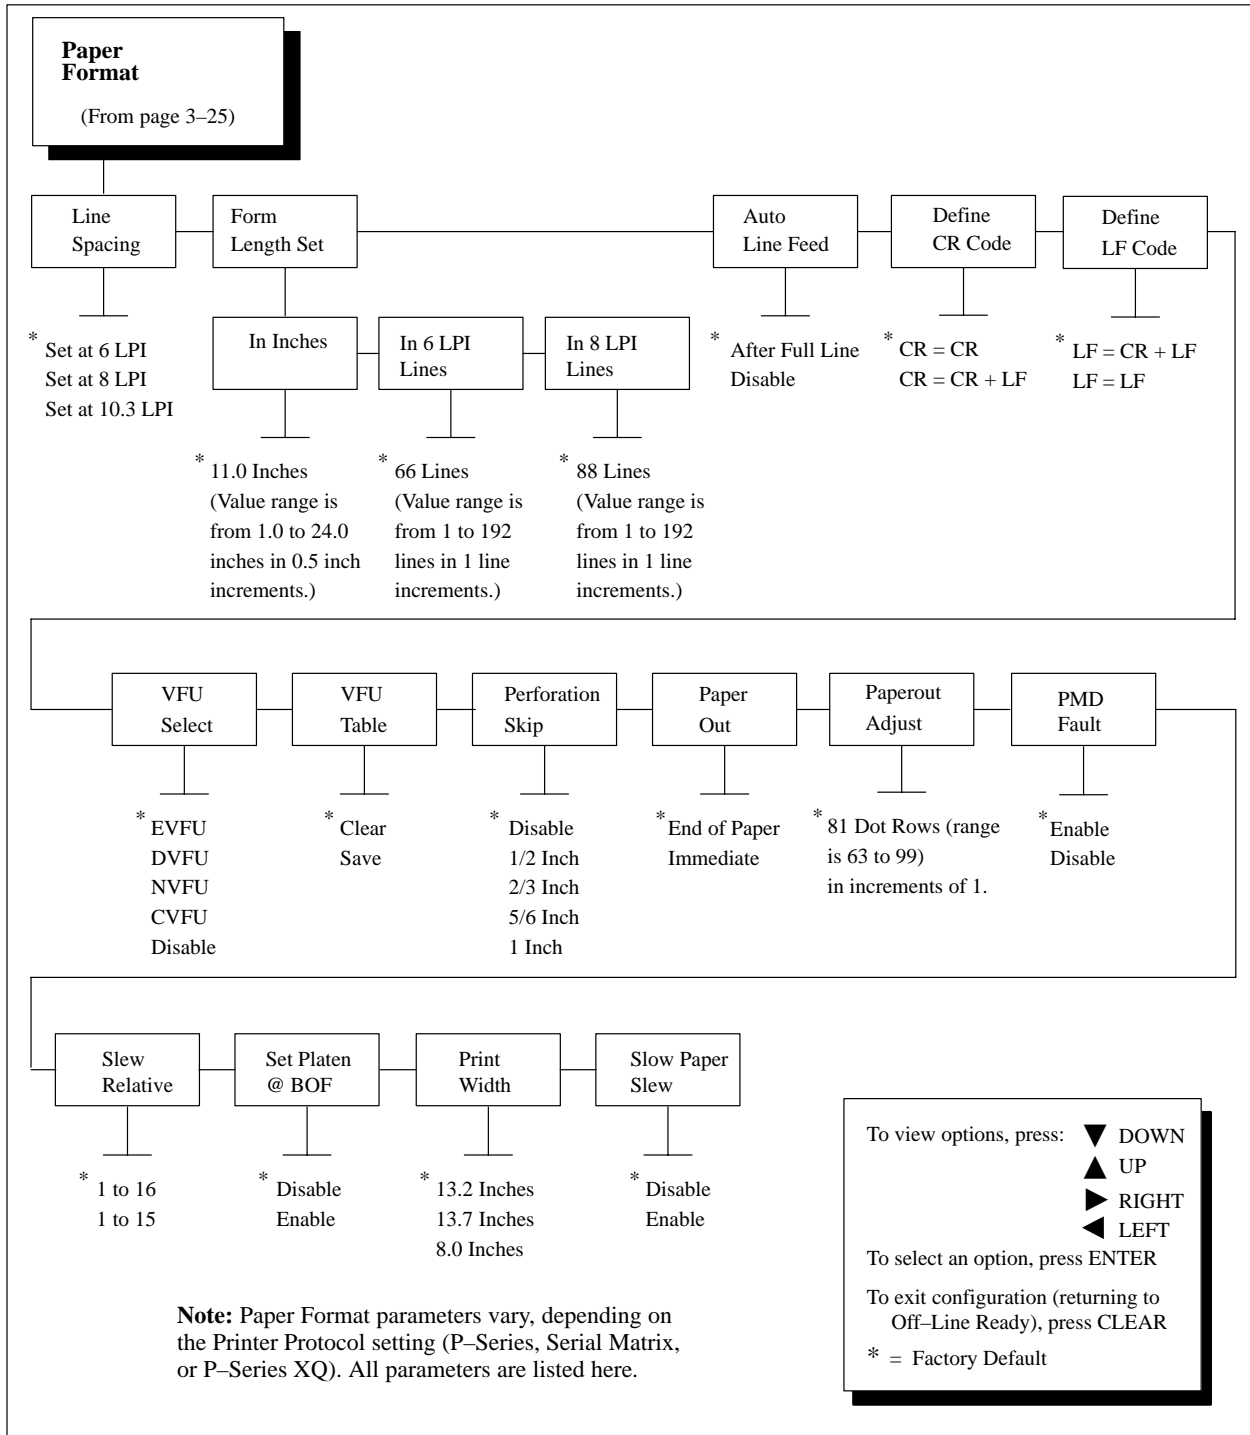 Paper
Format
(From page 3–25)
Line
Spacing
Form
Length Set
Auto
Line Feed
Define
CR Code
Define
LF Code
* Set at 6 LPI
Set at 8 LPI
Set at 10.3 LPI
In Inches
In 6 LPI
Lines
In 8 LPI
Lines
* After Full Line
Disable
* CR = CR
CR = CR + LF
* LF = CR + LF
LF = LF
* 11.0 Inches
(Value range is
from 1.0 to 24.0
inches in 0.5 inch
increments.)
* 66 Lines
(Value range is
from 1 to 192
lines in 1 line
increments.)
* 88 Lines
(Value range is
from 1 to 192
lines in 1 line
increments.)
VFU
Select
VFU
Table
Perforation
Skip
Paper
Out
Paperout
Adjust
PMD
Fault
* EVFU
DVFU
NVFU
CVFU
Disable
* Clear
Save
* Disable
1/2 Inch
2/3 Inch
5/6 Inch
1 Inch
* End of Paper
Immediate
* 81 Dot Rows (range
is 63 to 99)
in increments of 1.
* Enable
Disable
Slew
Relative
Set Platen
@ BOF
Print
Width
Slow Paper
Slew
* 1 to 16
1 to 15
* Disable
Enable
* 13.2 Inches
13.7 Inches
8.0 Inches
* Disable
Enable
To view options, press: ▼ DOWN
▲ UP
▶ RIGHT
◀ LEFT
To select an option, press ENTER
To exit configuration (returning to
Off–Line Ready), press CLEAR
* = Factory Default
Note: Paper Format parameters vary, depending on
the Printer Protocol setting (P–Series, Serial Matrix,
or P–Series XQ). All parameters are listed here.